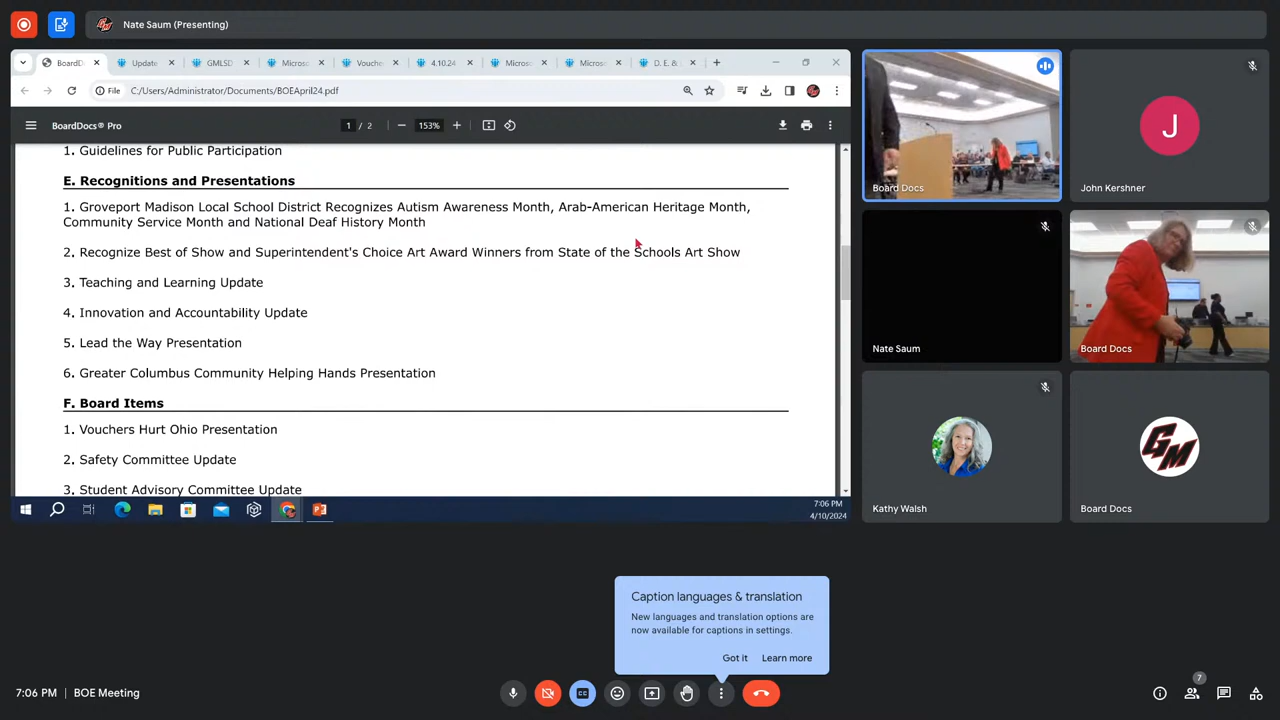 Nate Saum (Presenting)
BoardD
Update
GMLSD
Micros
Vouche
4.10.24
Micros
Micros
D. E. &
File
C:/Users/Administrator/Documents/BOEApril24.pdf
BoardDocs® Pro
1 / 2
153%
1. Guidelines for Public Participation
E. Recognitions and Presentations
1. Groveport Madison Local School District Recognizes Autism Awareness Month, Arab-American Heritage Month,
Community Service Month and National Deaf History Month
2. Recognize Best of Show and Superintendent's Choice Art Award Winners from State of the Schools Art Show
3. Teaching and Learning Update
4. Innovation and Accountability Update
5. Lead the Way Presentation
6. Greater Columbus Community Helping Hands Presentation
F. Board Items
1. Vouchers Hurt Ohio Presentation
2. Safety Committee Update
3. Student Advisory Committee Update
7:06 PM
4/10/2024
Board Docs
J
John Kershner
Nate Saum
Board Docs
Kathy Walsh
GM
Board Docs
Caption languages & translation
New languages and translation options are
now available for captions in settings.
Got it
Learn more
7:06 PM | BOE Meeting
CC
7